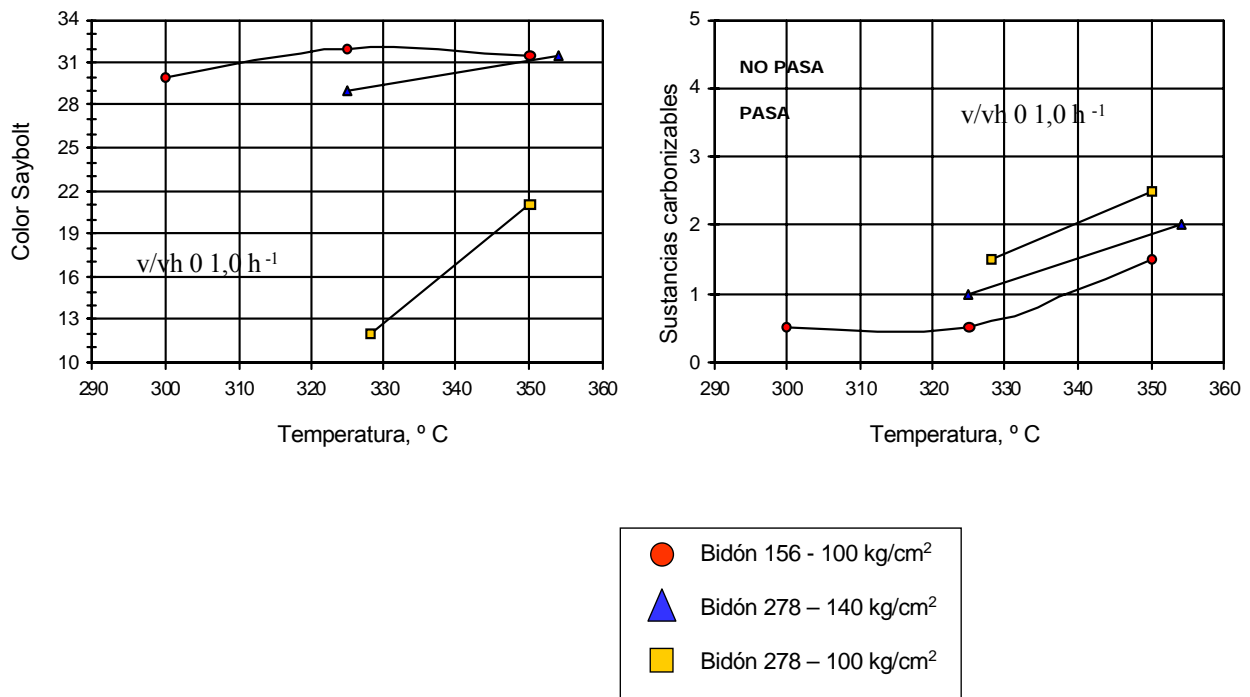 34
31
28
25
22
19
16
13
10
Color Saybolt
290 300 310 320 330 340 350 360
Temperatura, º C
v/vh 0 1,0 h -1
5
4
3
2
1
0
Sustancias carbonizables
290 300 310 320 330 340 350 360
Temperatura, º C
NO PASA
PASA
v/vh 0 1,0 h -1
Bidón 156 - 100 kg/cm²
Bidón 278 – 140 kg/cm²
Bidón 278 – 100 kg/cm²